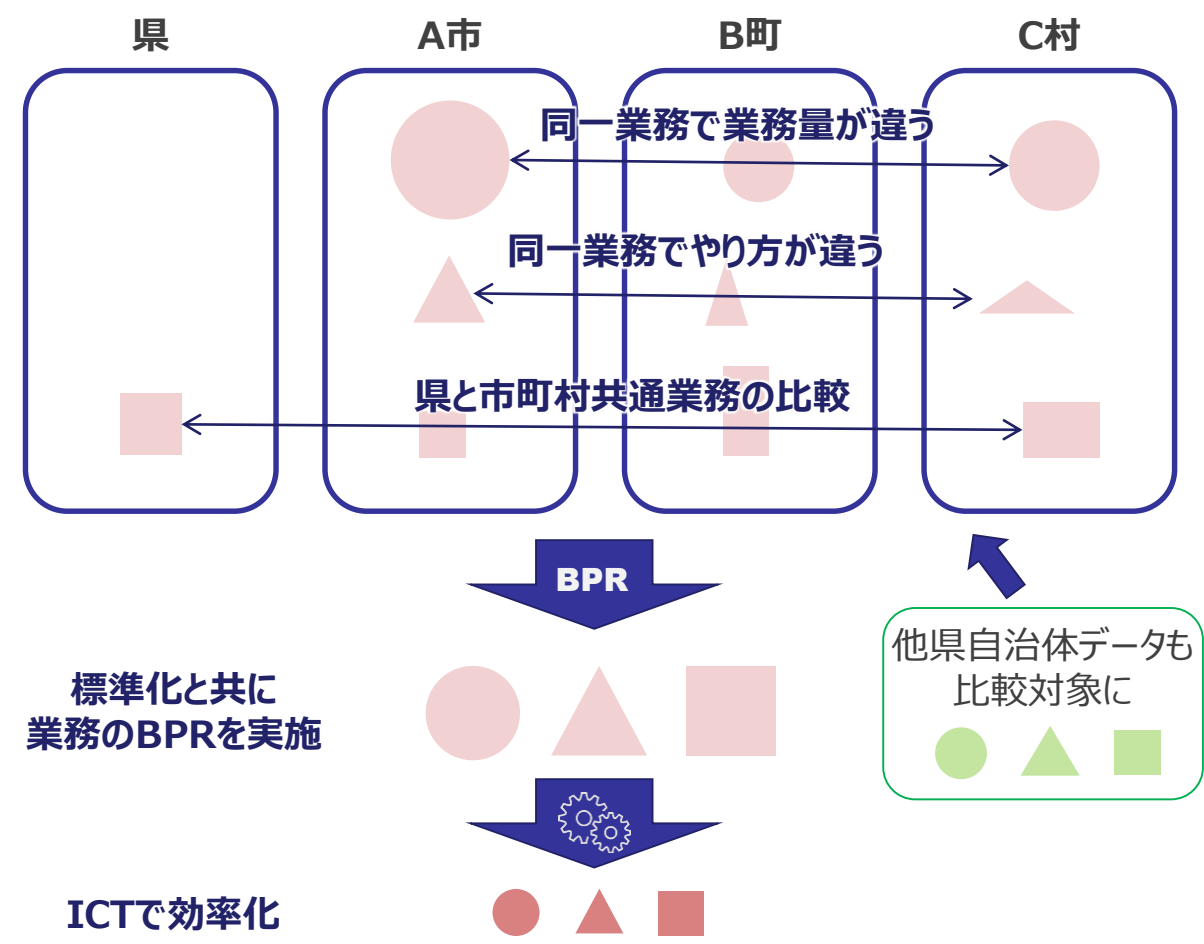 県
A市
B町
C村
同一業務で業務量が違う
同一業務でやり方が違う
県と市町村共通業務の比較
BPR
他県自治体データも
比較対象に
標準化と共に
業務のBPRを実施
ICTで効率化